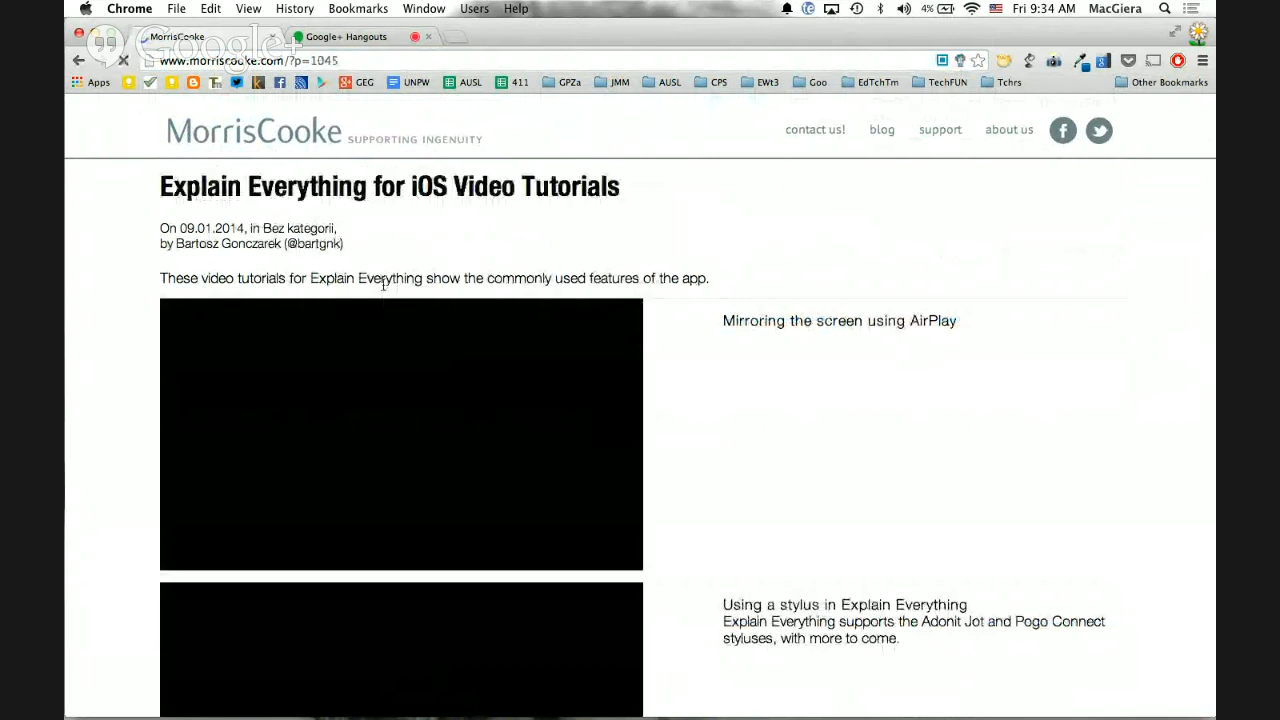 Chrome File Edit View History Bookmarks Window Users Help 4% Fri 9:34 AM MacGiera
MorrisCooke Google+ Hangouts
Google+
www.morriscooke.com/?p=1045
Apps GEG UNPW AUSL 411 GPZa JMM AUSL CPS EWt3 Goo EdTchTm TechFUN Tchrs Other Bookmarks
MorrisCooke SUPPORTING INGENUITY contact us! blog support about us
Explain Everything for iOS Video Tutorials
On 09.01.2014, in Bez kategorii,
by Bartosz Gonczarek (@bartgnk)
These video tutorials for Explain Everything show the commonly used features of the app.
Mirroring the screen using AirPlay
Using a stylus in Explain Everything
Explain Everything supports the Adonit Jot and Pogo Connect
styluses, with more to come.